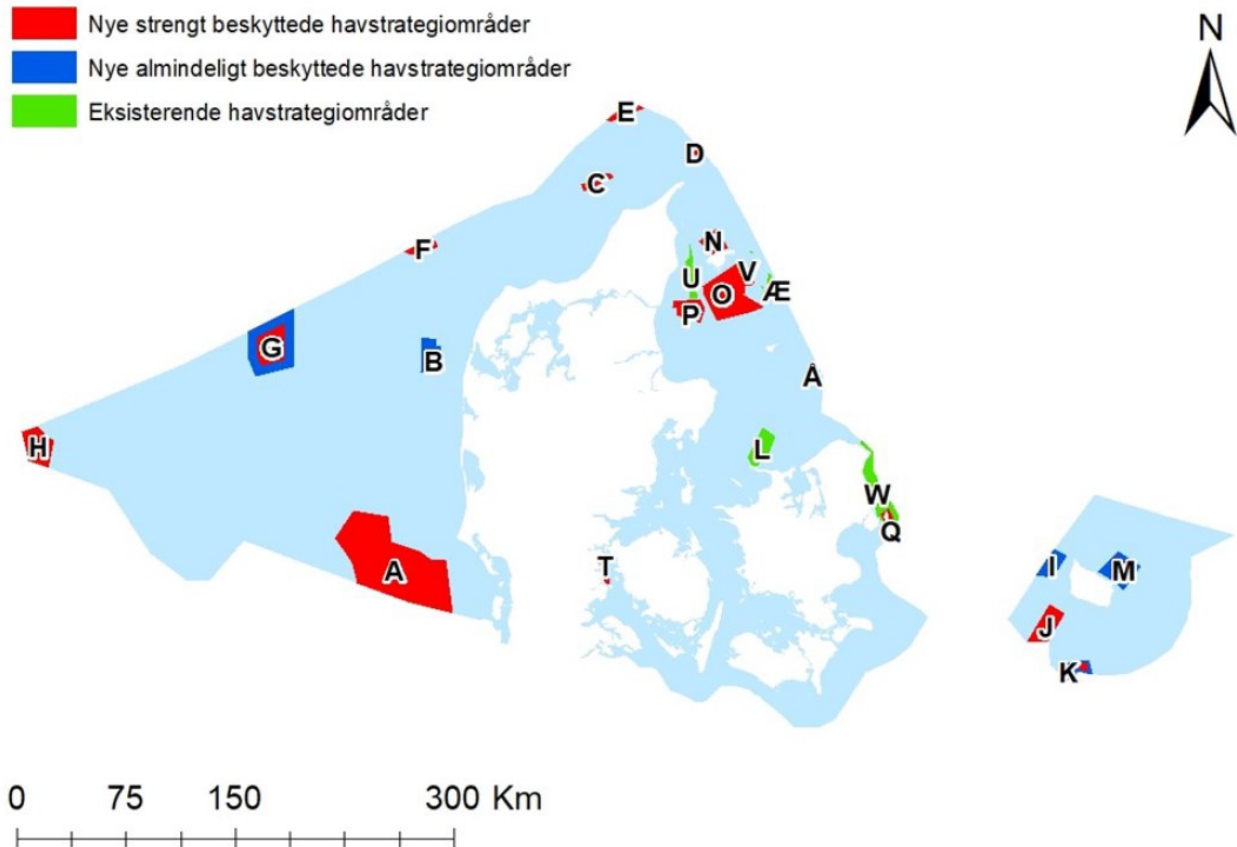 Nye strengt beskyttede havstrategiområder
Nye almindeligt beskyttede havstrategiområder
Eksisterende havstrategiområder
N
E
D
C
N
F
V
U
O
Æ
P
G
B
Å
H
L
W
Q
T
A
I
M
J
K
0 75 150 300 Km